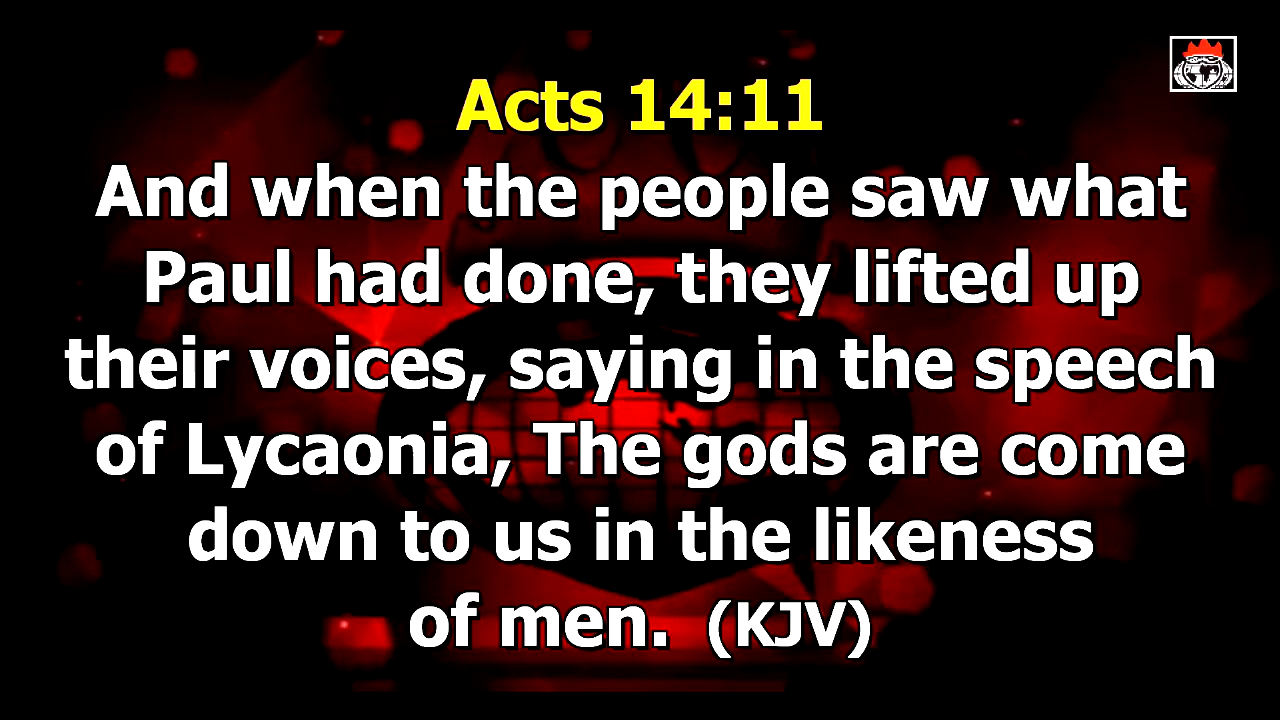 Acts 14:11
And when the people saw what
Paul had done, they lifted up
their voices, saying in the speech
of Lycaonia, The gods are come
down to us in the likeness
of men. (KJV)